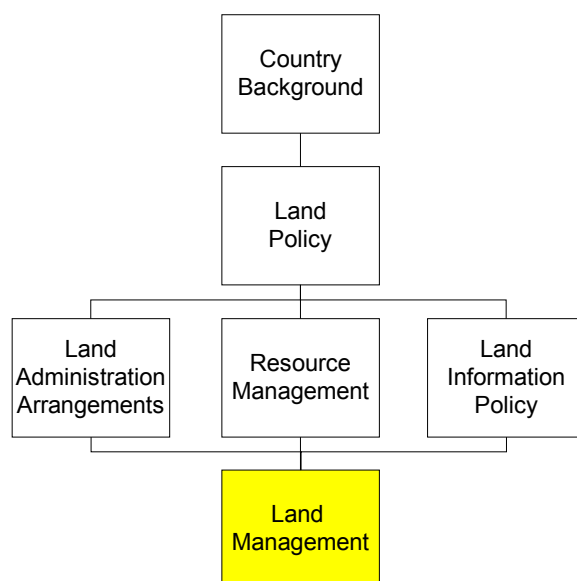 Country
Background
Land
Policy
Land
Administration
Arrangements
Resource
Management
Land
Information
Policy
Land
Management